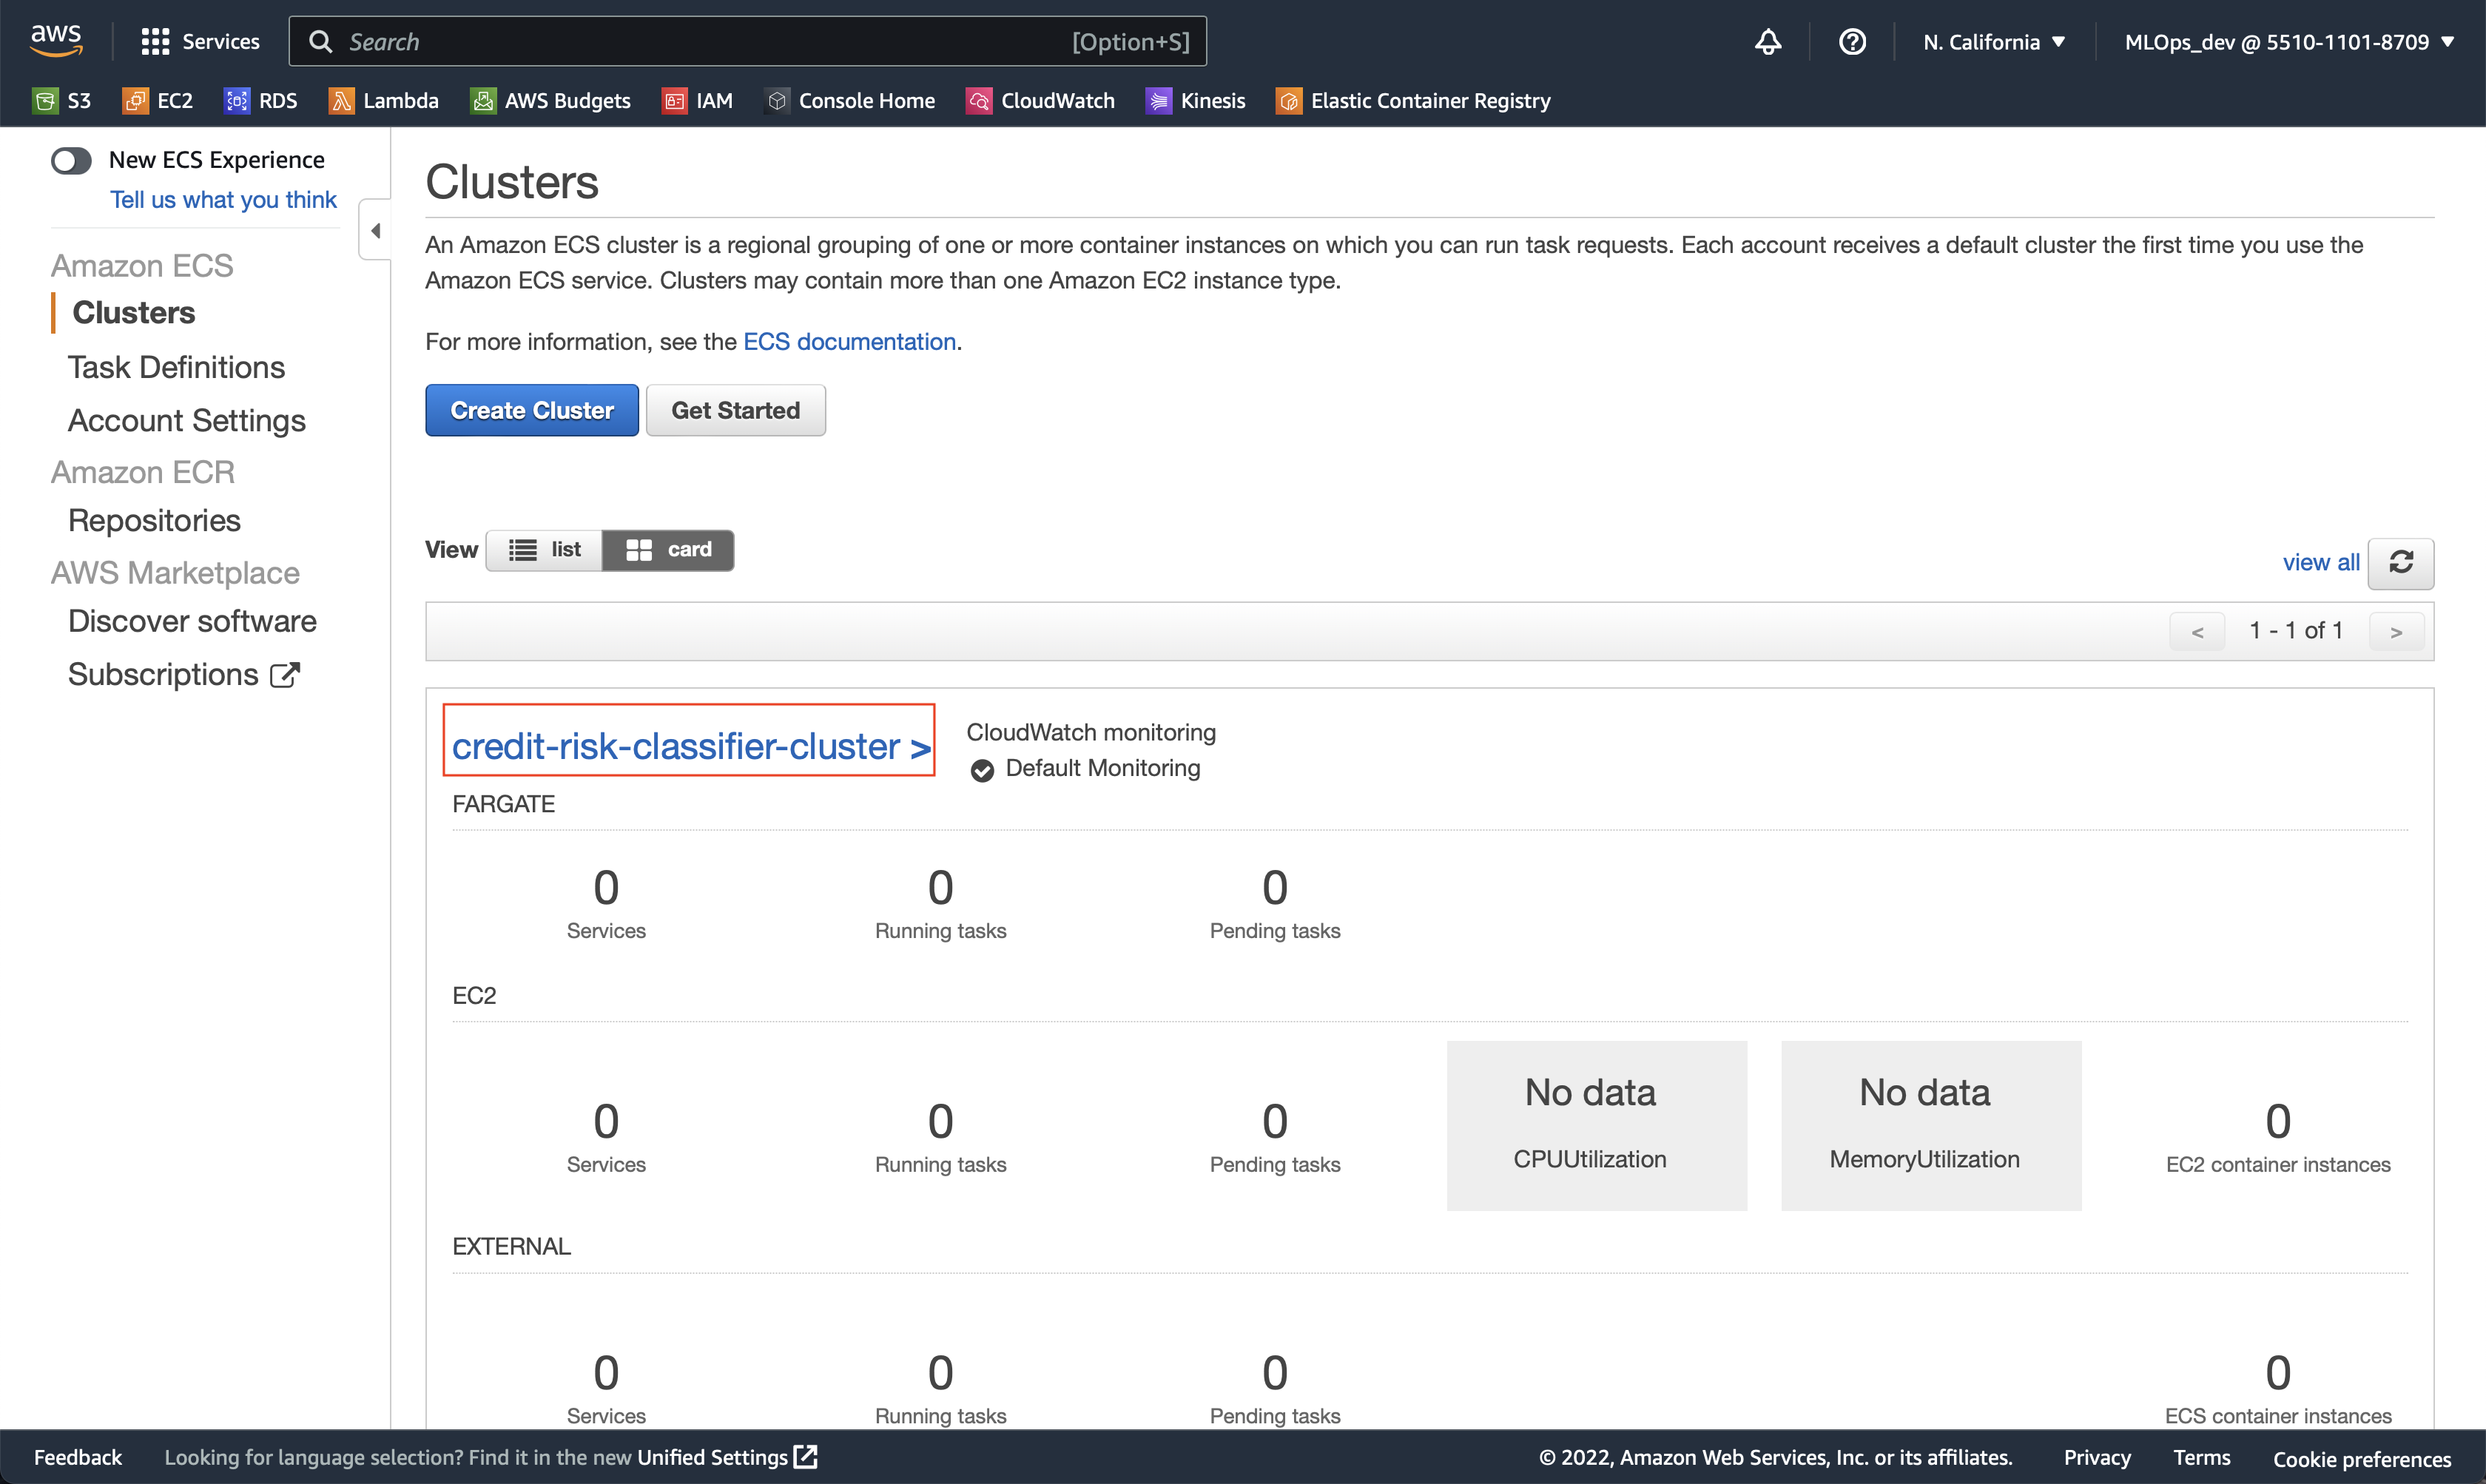 aws
Services
Search [Option+S]
N. California ▼
MLOps_dev @ 5510-1101-8709 ▼
S3 EC2 RDS Lambda AWS Budgets IAM Console Home CloudWatch Kinesis Elastic Container Registry
New ECS Experience
Tell us what you think
Amazon ECS
Clusters
Task Definitions
Account Settings
Amazon ECR
Repositories
AWS Marketplace
Discover software
Subscriptions
Clusters
An Amazon ECS cluster is a regional grouping of one or more container instances on which you can run task requests. Each account receives a default cluster the first time you use the
Amazon ECS service. Clusters may contain more than one Amazon EC2 instance type.
For more information, see the ECS documentation.
Create Cluster Get Started
View list card
view all
< 1 - 1 of 1 >
credit-risk-classifier-cluster >
CloudWatch monitoring
Default Monitoring
FARGATE
0 0 0
Services Running tasks Pending tasks
EC2
No data No data
0 0 0 0
CPUUtilization MemoryUtilization
Services Running tasks Pending tasks EC2 container instances
EXTERNAL
0 0 0 0
Services Running tasks Pending tasks ECS container instances
Feedback Looking for language selection? Find it in the new Unified Settings
© 2022, Amazon Web Services, Inc. or its affiliates. Privacy Terms Cookie preferences